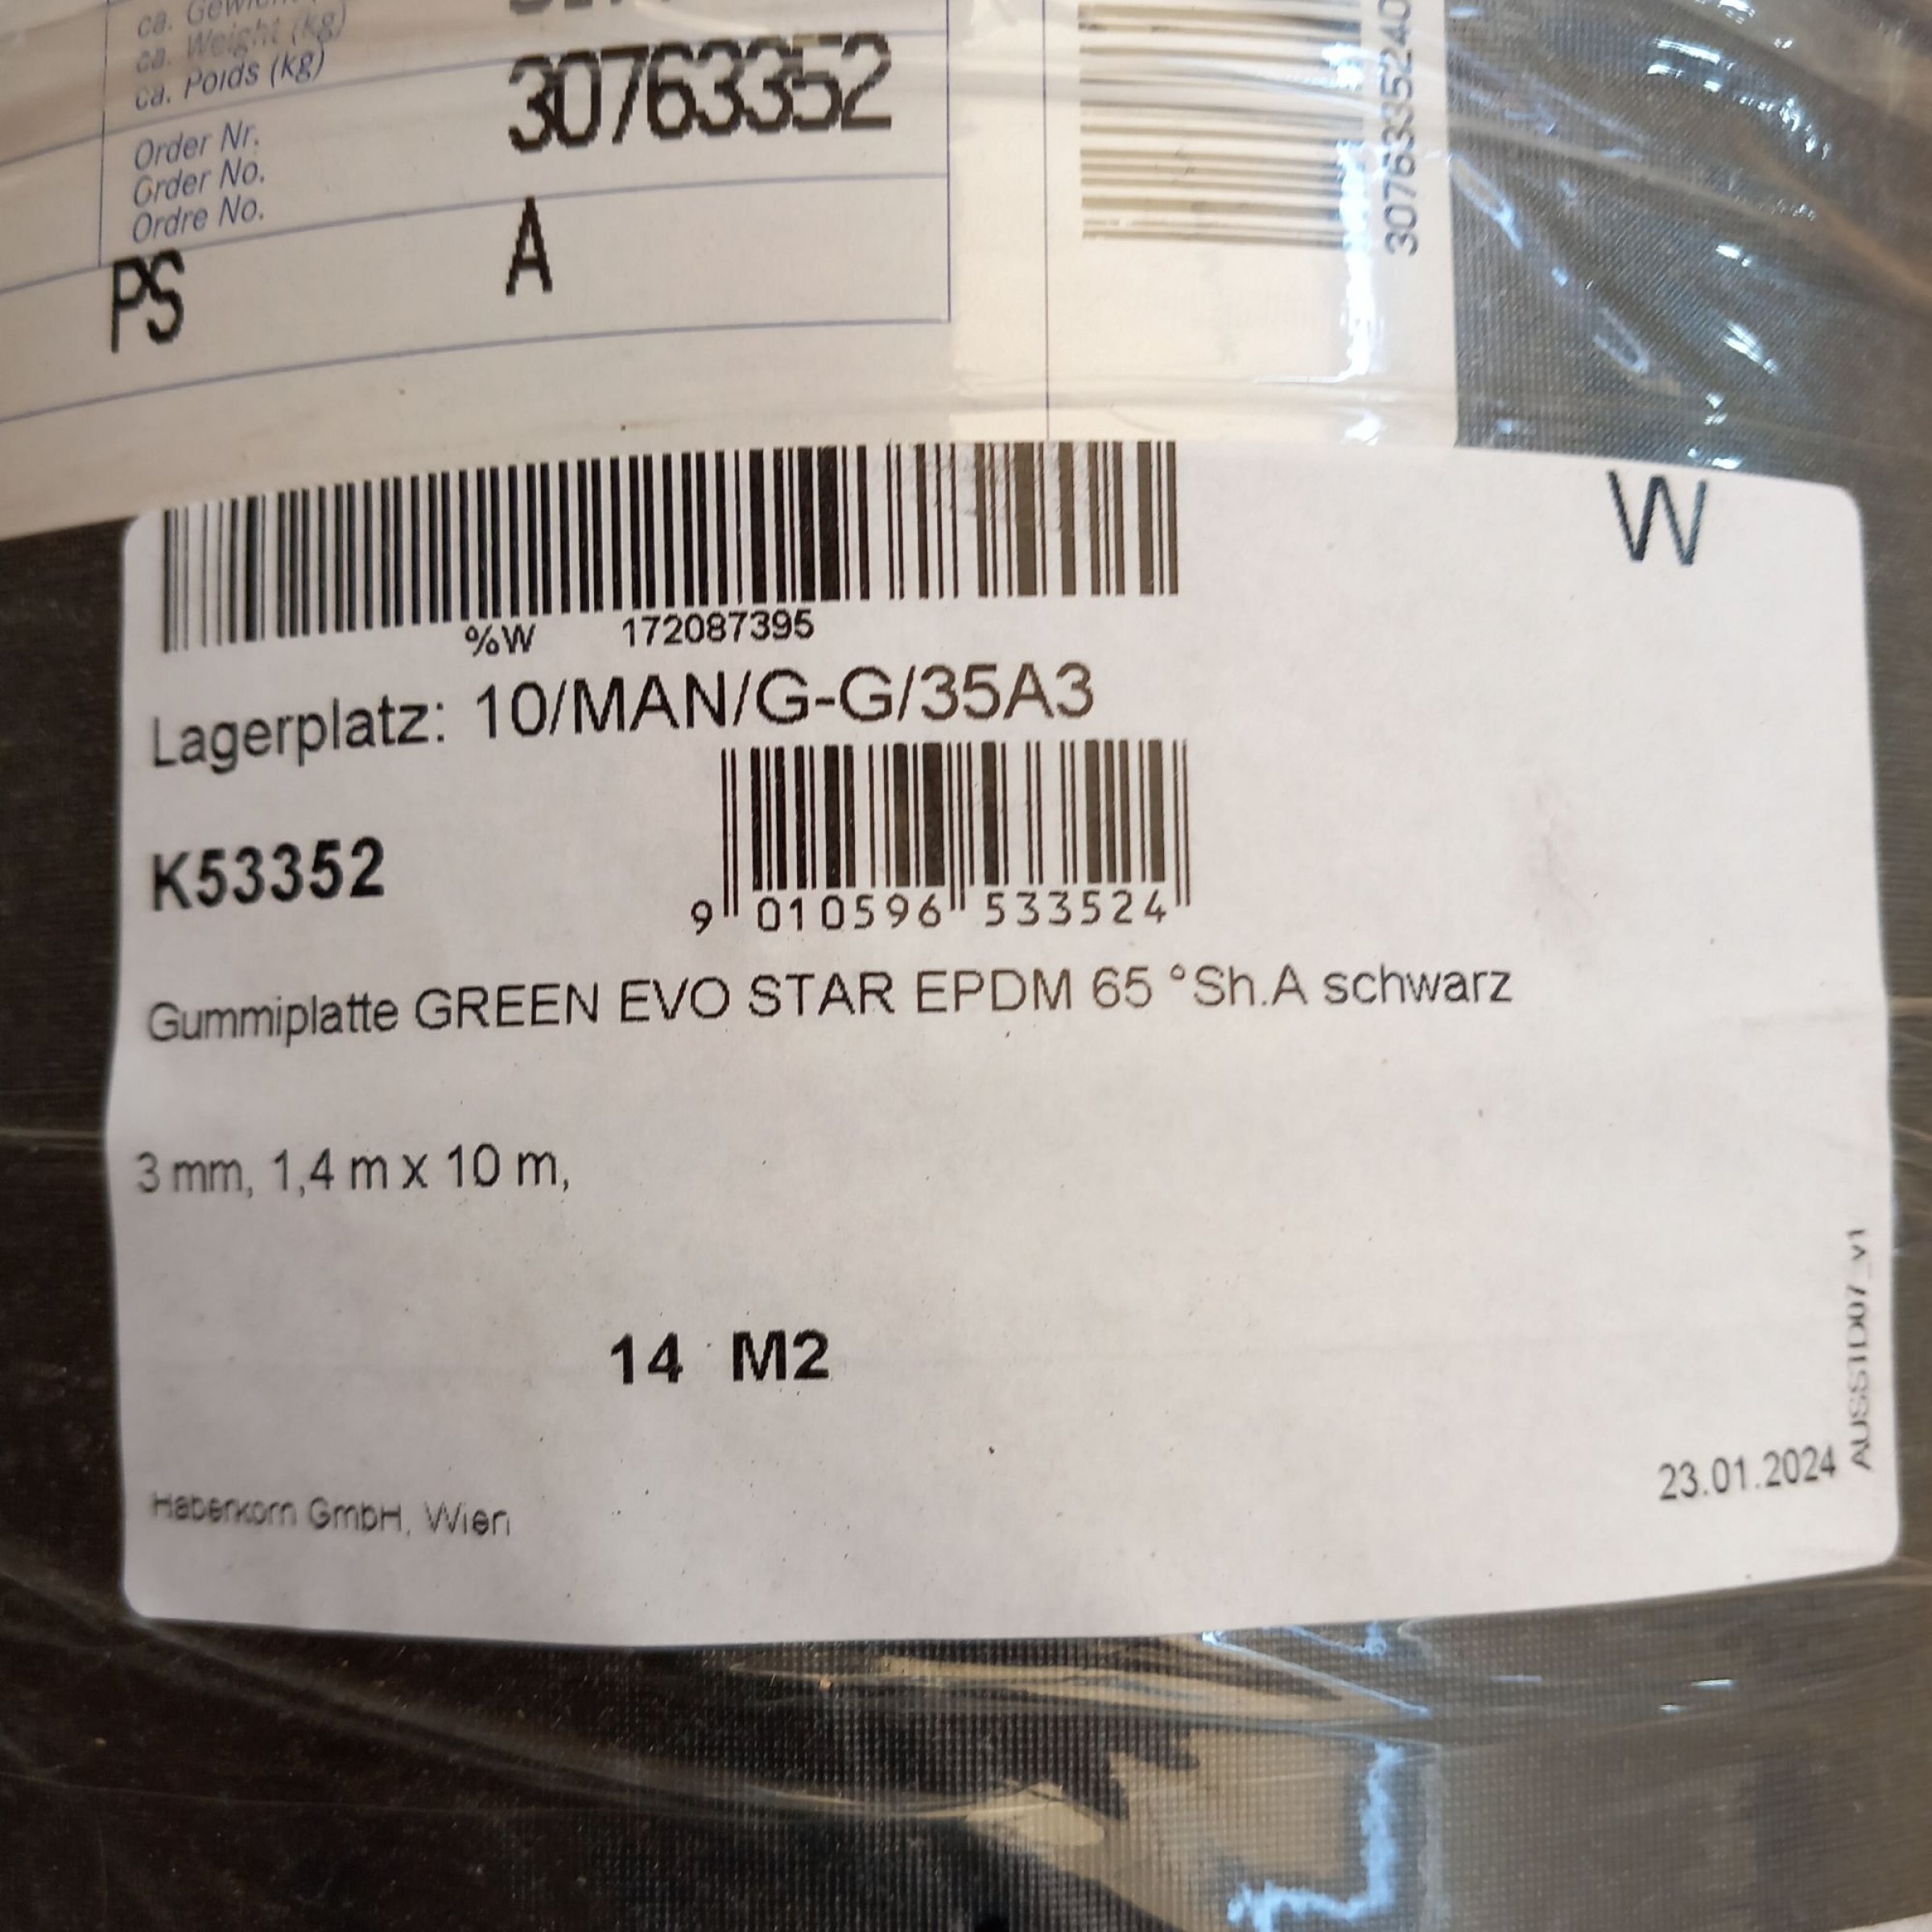 ca. Weight (kg)
ca. Poids (kg)
30763352
Order Nr.
Order No.
Ordre No.
PS A
3076335240
W
%W 172087395
Lagerplatz: 10/MAN/G-G/35A3
K53352
9 010596 533524
Gummiplatte GREEN EVO STAR EPDM 65 °Sh.A schwarz
3 mm, 1,4 m x 10 m,
14 M2
AUSSTD07_v1
23.01.2024
Haberkorn GmbH, Wien